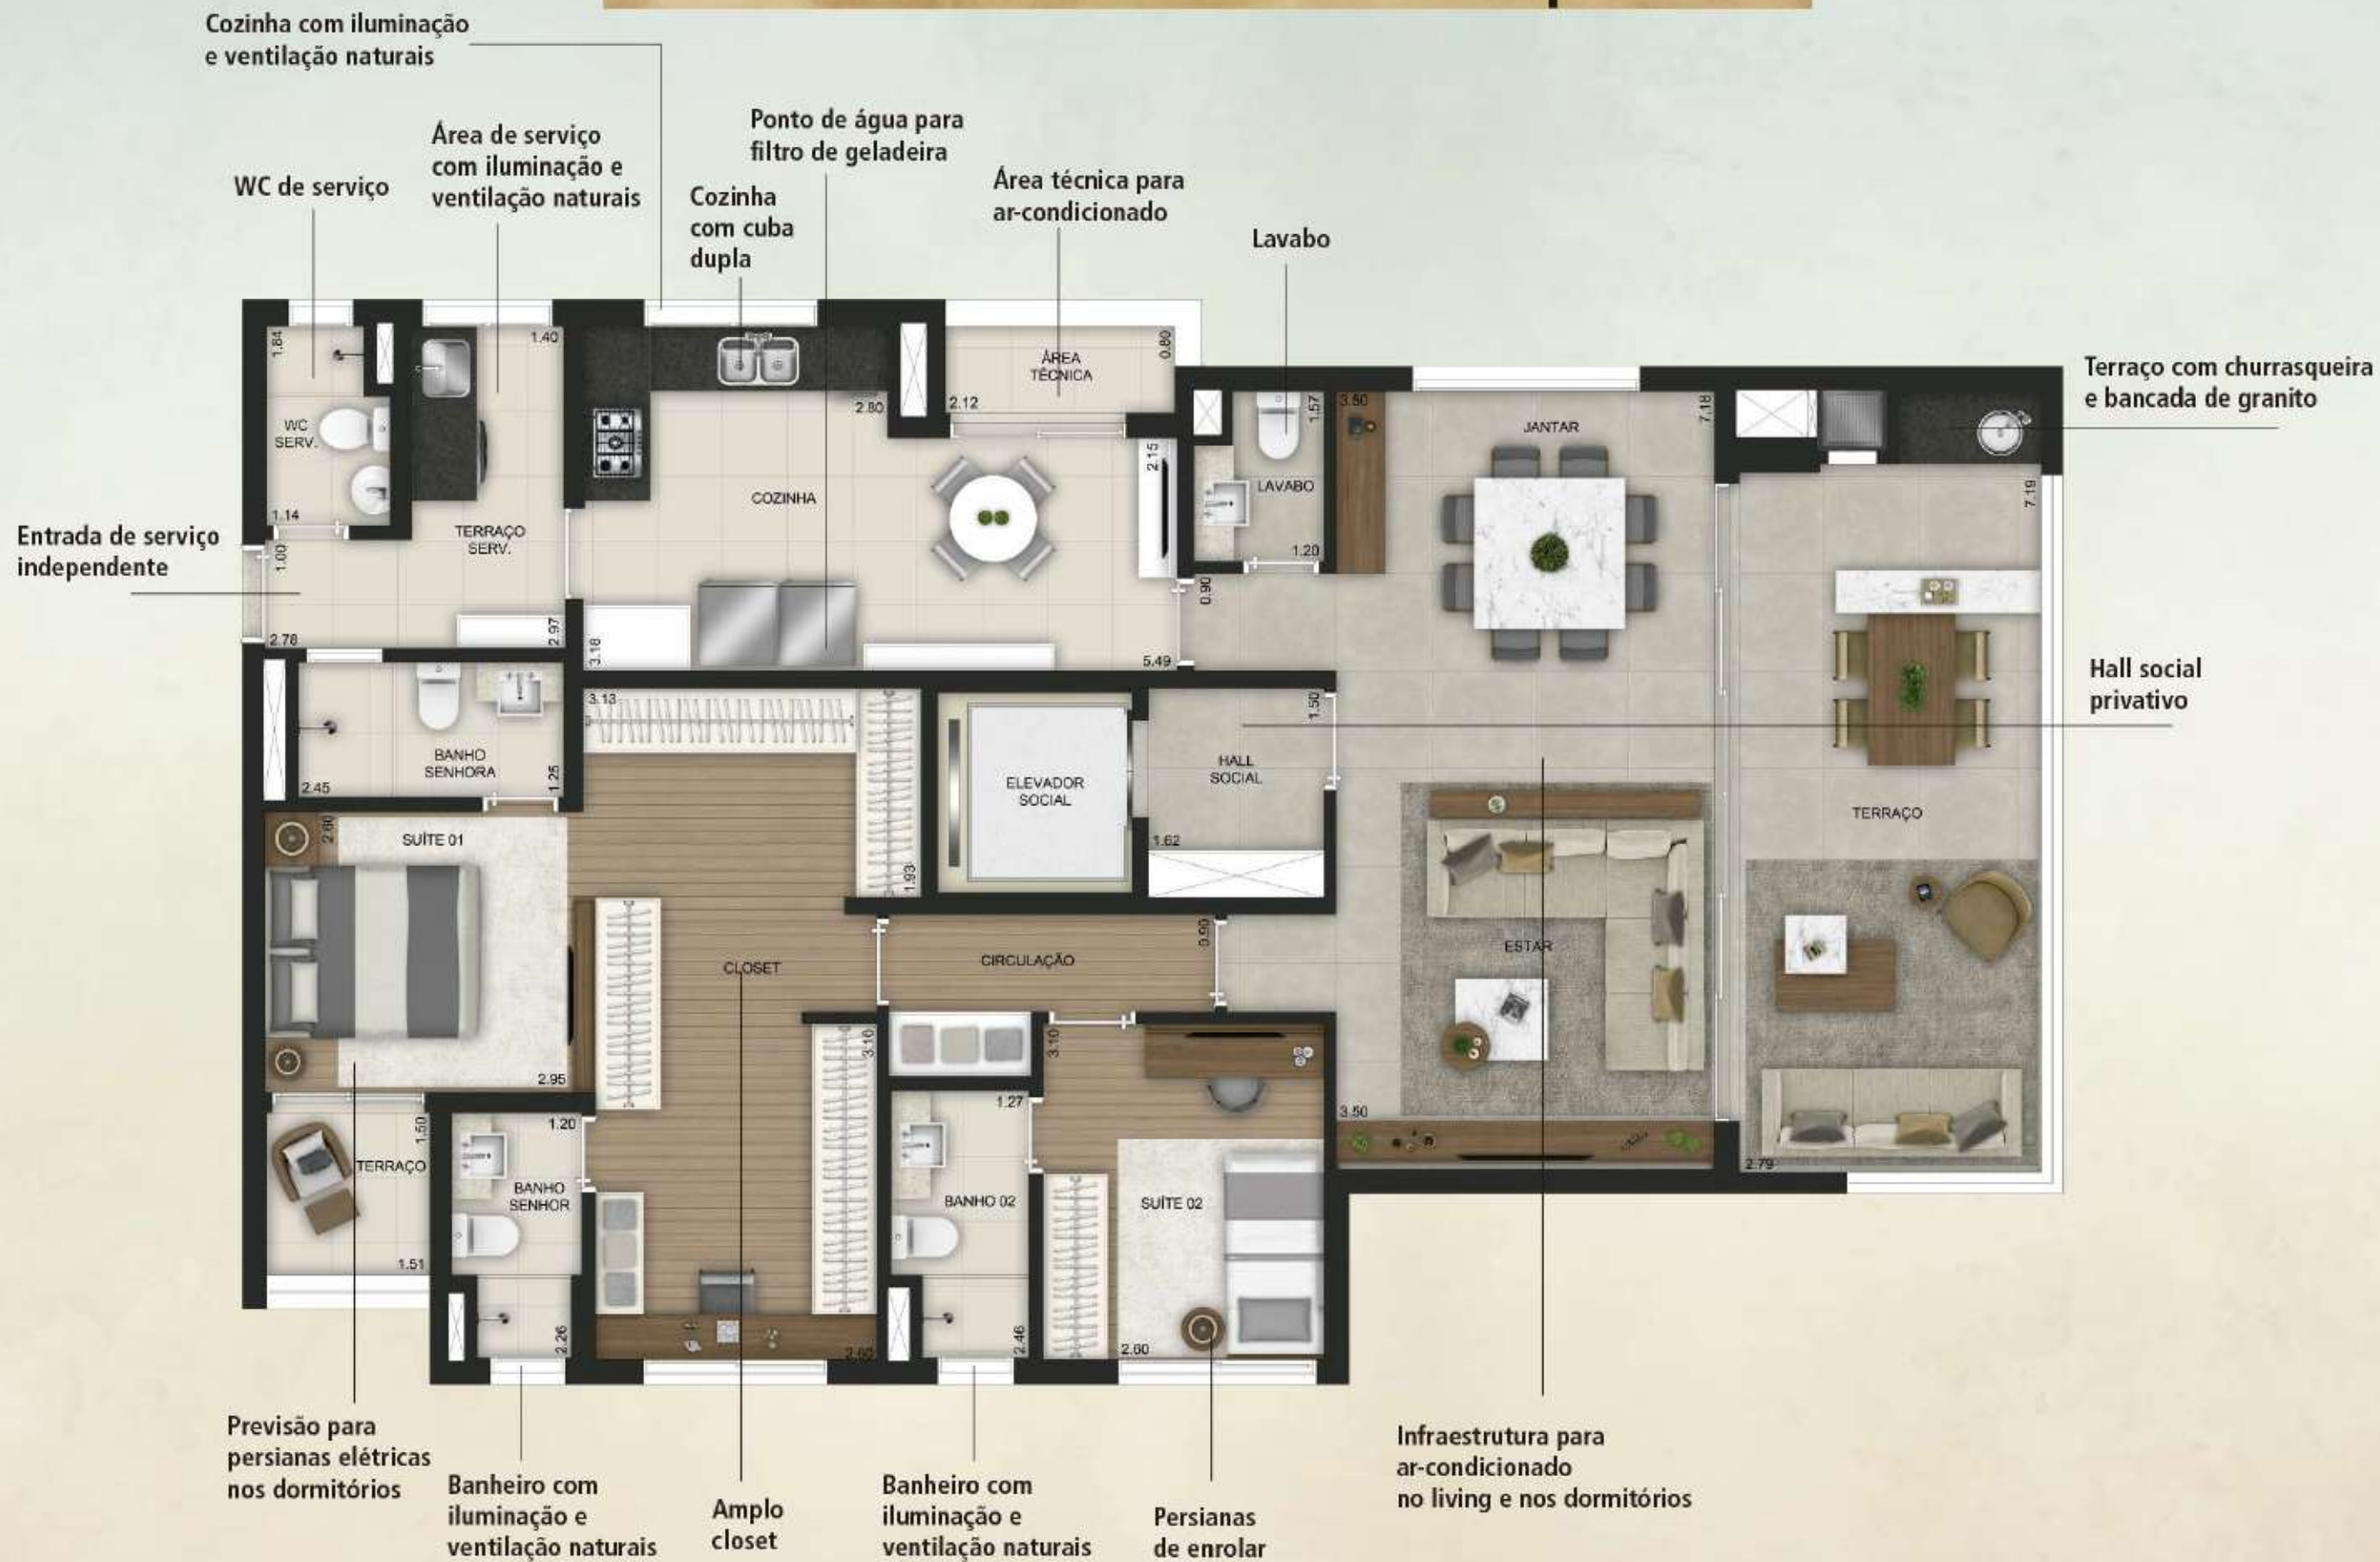 Cozinha com iluminação
e ventilação naturais
Ponto de água para
filtro de geladeira
Área de serviço
com iluminação e
ventilação naturais
WC de serviço
Cozinha
com cuba
dupla
Área técnica para
ar-condicionado
Lavabo
Terraço com churrasqueira
e bancada de granito
Entrada de serviço
independente
Hall social
privativo
1.84
1.40
WC
SERV.
1.14
1.00
TERRAÇO
SERV.
2.78
2.97
2.80
COZINHA
3.18
5.49
ÁREA
TÉCNICA
0.80
2.12
2.15
1.57
LAVABO
1.20
0.90
3.80
JANTAR
7.18
7.19
BANHO
SENHORA
2.45
1.25
3.13
1.93
ELEVADOR
SOCIAL
1.50
HALL
SOCIAL
1.62
TERRAÇO
2.60
SUÍTE 01
2.95
CLOSET
CIRCULAÇÃO
0.90
ESTAR
3.10
3.10
1.50
TERRAÇO
1.51
1.20
BANHO
SENHOR
2.26
2.65
1.27
BANHO 02
2.46
SUÍTE 02
2.60
3.50
2.79
Previsão para
persianas elétricas
nos dormitórios
Banheiro com
iluminação e
ventilação naturais
Amplo
closet
Banheiro com
iluminação e
ventilação naturais
Persianas
de enrolar
Infraestrutura para
ar-condicionado
no living e nos dormitórios